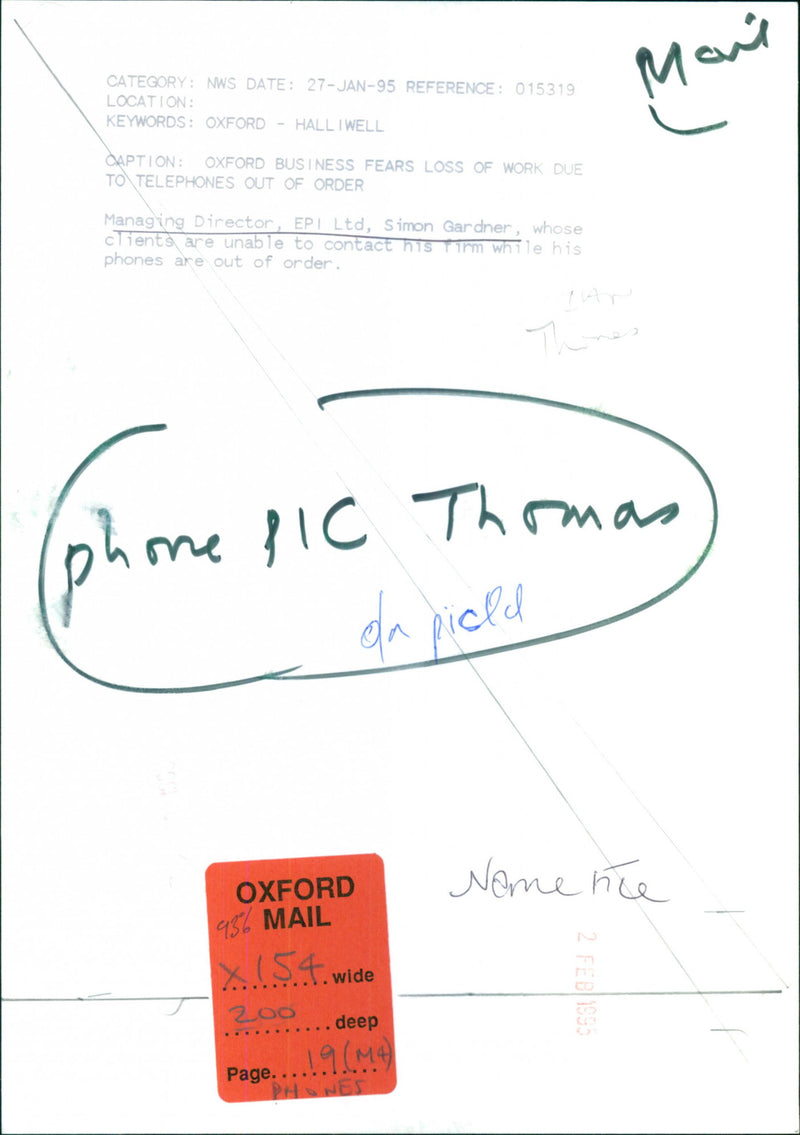 Mail
CATEGORY: NWS DATE: 27-JAN-95 REFERENCE: 015319
LOCATION:
KEYWORDS: OXFORD - HALLIWELL
CAPTION: OXFORD BUSINESS FEARS LOSS OF WORK DUE
TO TELEPHONES OUT OF ORDER
Managing Director, EPI Ltd, Simon Gardner, whose
clients are unable to contact his firm while his
phones are out of order.
Thomas
phone PIC Thomas
Name File
OXFORD
93% MAIL
X154 wide
200 deep
Page 19 (M4)
PHONES
2 FEB 1995